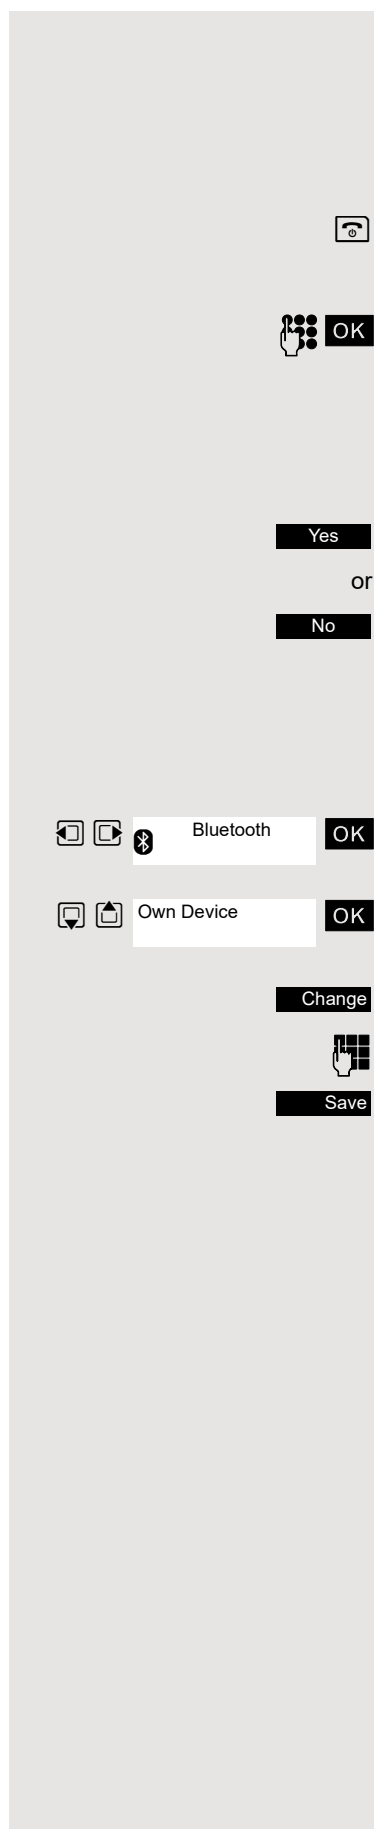 OK
Yes
or
No
Bluetooth OK
Own Device OK
Change
Save